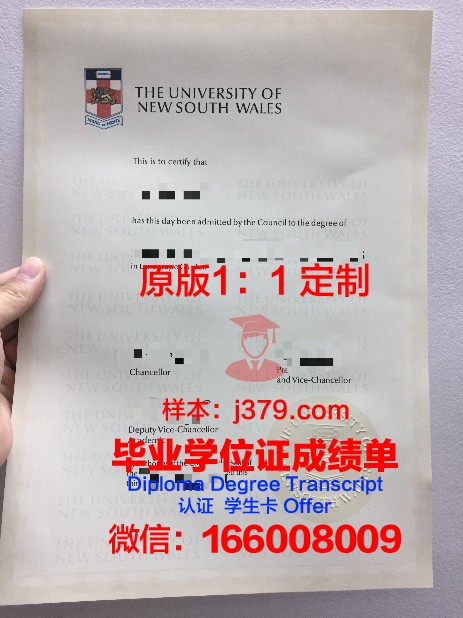 THE UNIVERSITY OF
NEW SOUTH WALES
This is to certify that
has this day been admitted by the Council to the degree of
in
原版1：1 定制
Chancellor
and Vice-Chancellor
样本：j379.com
Deputy Vice-Chancellor
毕业学位证成绩单
Diploma Degree Transcript
认证 学生卡 Offer
微信：166008009